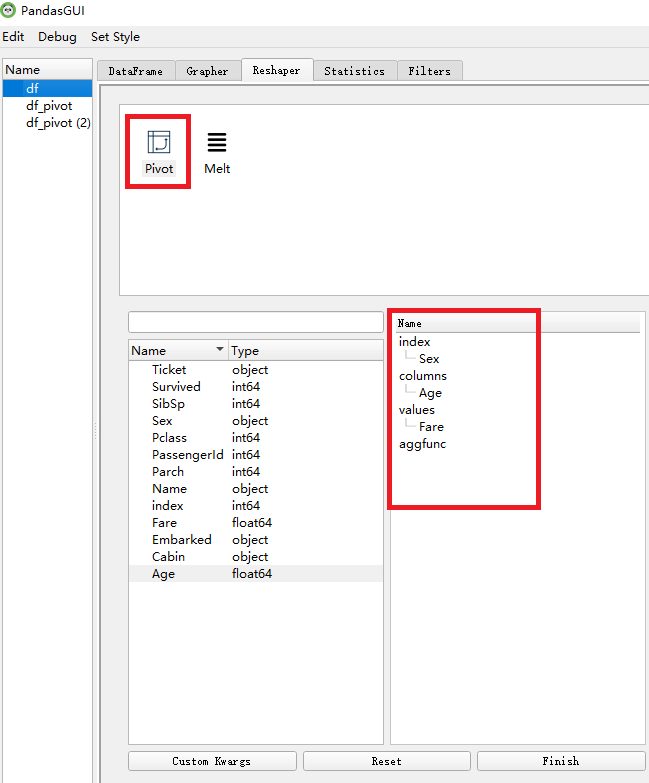 PandasGUI
Edit Debug Set Style
Name
df
df_pivot
df_pivot (2)
DataFrame Grapher Reshaper Statistics Filters
Pivot Melt
Name Type
Ticket object
Survived int64
SibSp int64
Sex object
Pclass int64
PassengerId int64
Parch int64
Name object
index int64
Fare float64
Embarked object
Cabin object
Age float64
Name
index
Sex
columns
Age
values
Fare
aggfunc
Custom Kwargs Reset Finish